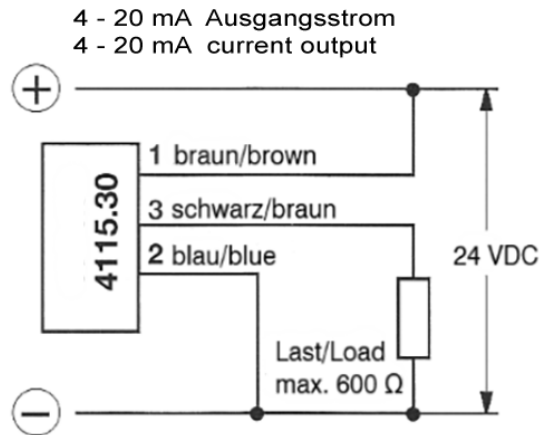 4 - 20 mA Ausgangsstrom
4 - 20 mA current output
+
1 braun/brown
3 schwarz/braun
2 blau/blue
4115.30
24 VDC
Last/Load
max. 600 Ω
−